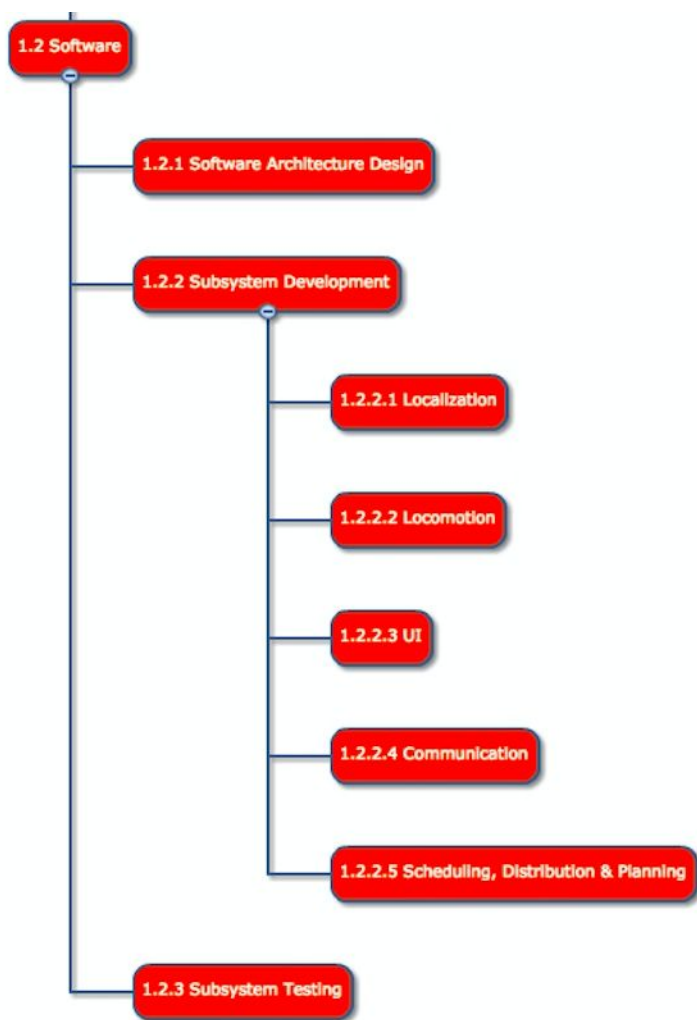 1.2 Software
1.2.1 Software Architecture Design
1.2.2 Subsystem Development
1.2.2.1 Localization
1.2.2.2 Locomotion
1.2.2.3 UI
1.2.2.4 Communication
1.2.2.5 Scheduling, Distribution & Planning
1.2.3 Subsystem Testing